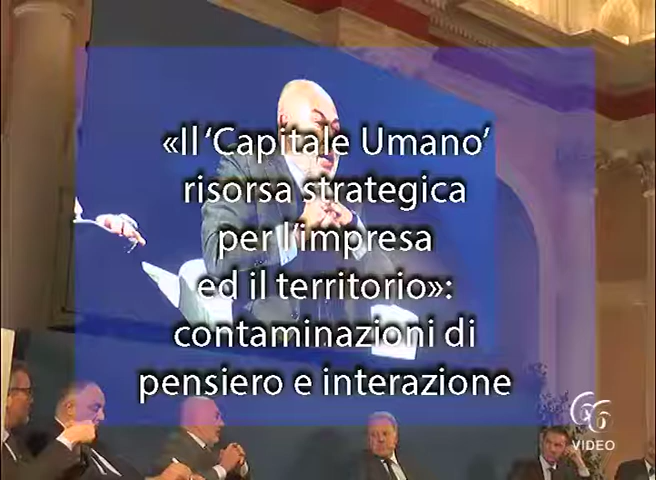 «Il ‘Capitale Umano’
risorsa strategica
per l’impresa
ed il territorio»:
contaminazioni di
pensiero e interazione
VIDEO